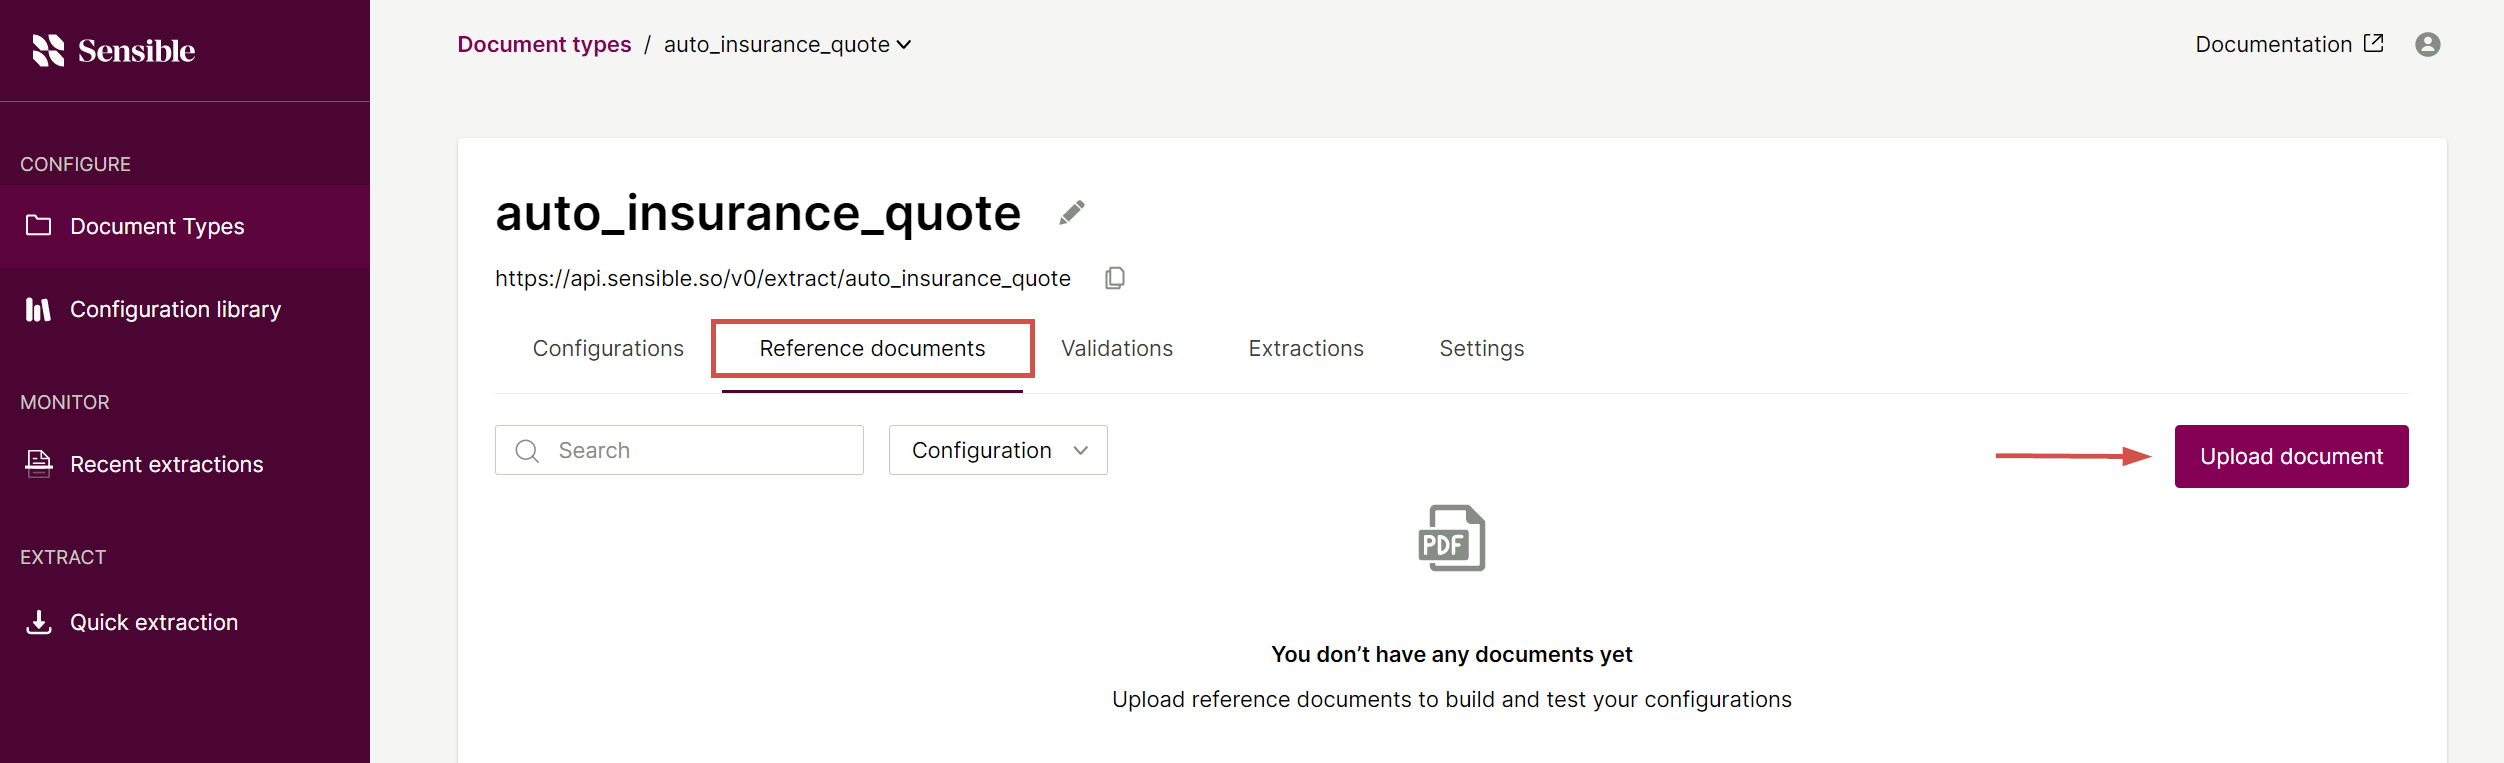 Sensible
Document types / auto_insurance_quote
Documentation
CONFIGURE
Document Types
Configuration library
MONITOR
Recent extractions
EXTRACT
Quick extraction
auto_insurance_quote
https://api.sensible.so/v0/extract/auto_insurance_quote
Configurations Reference documents Validations Extractions Settings
Search Configuration Upload document
PDF
You don’t have any documents yet
Upload reference documents to build and test your configurations